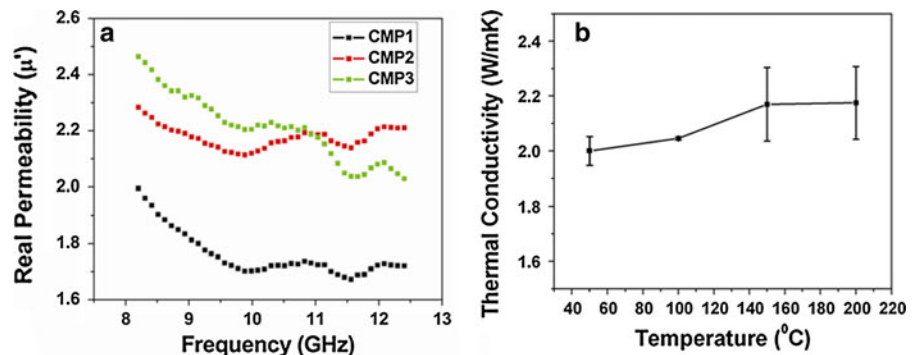 a
CMP1
CMP2
CMP3
Real Permeability (μ')
2.6
2.4
2.2
2.0
1.8
1.6
8 9 10 11 12 13
Frequency (GHz)
b
Thermal Conductivity (W/mK)
2.6
2.4
2.2
2.0
1.8
1.6
40 60 80 100 120 140 160 180 200 220
Temperature (⁰C)